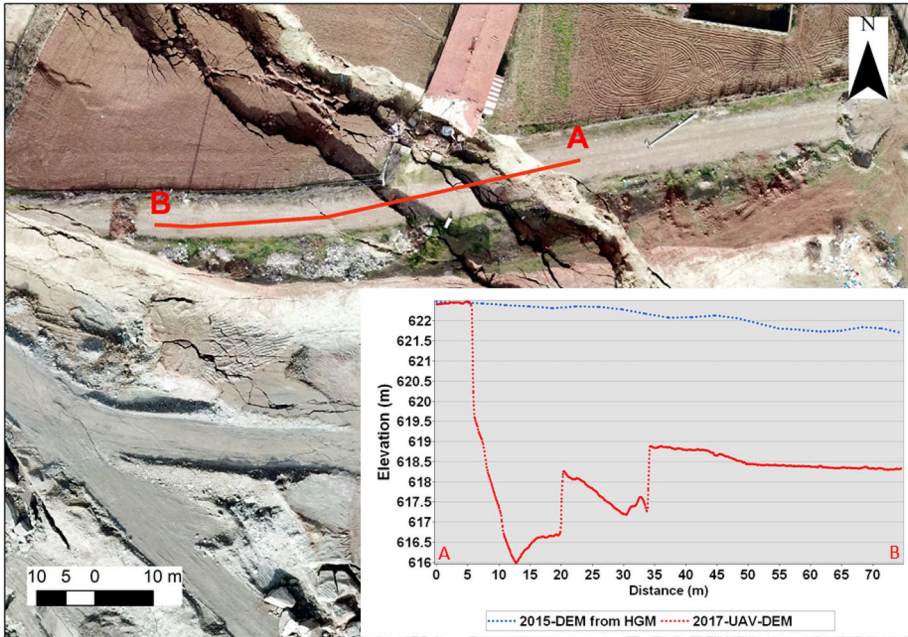 N
A
B
622
621.5
621
620.5
620
619.5
619
618.5
618
617.5
617
616.5
616
Elevation (m)
A
B
0 5 10 15 20 25 30 35 40 45 50 55 60 65 70
Distance (m)
2015-DEM from HGM 2017-UAV-DEM
10 5 0 10 m